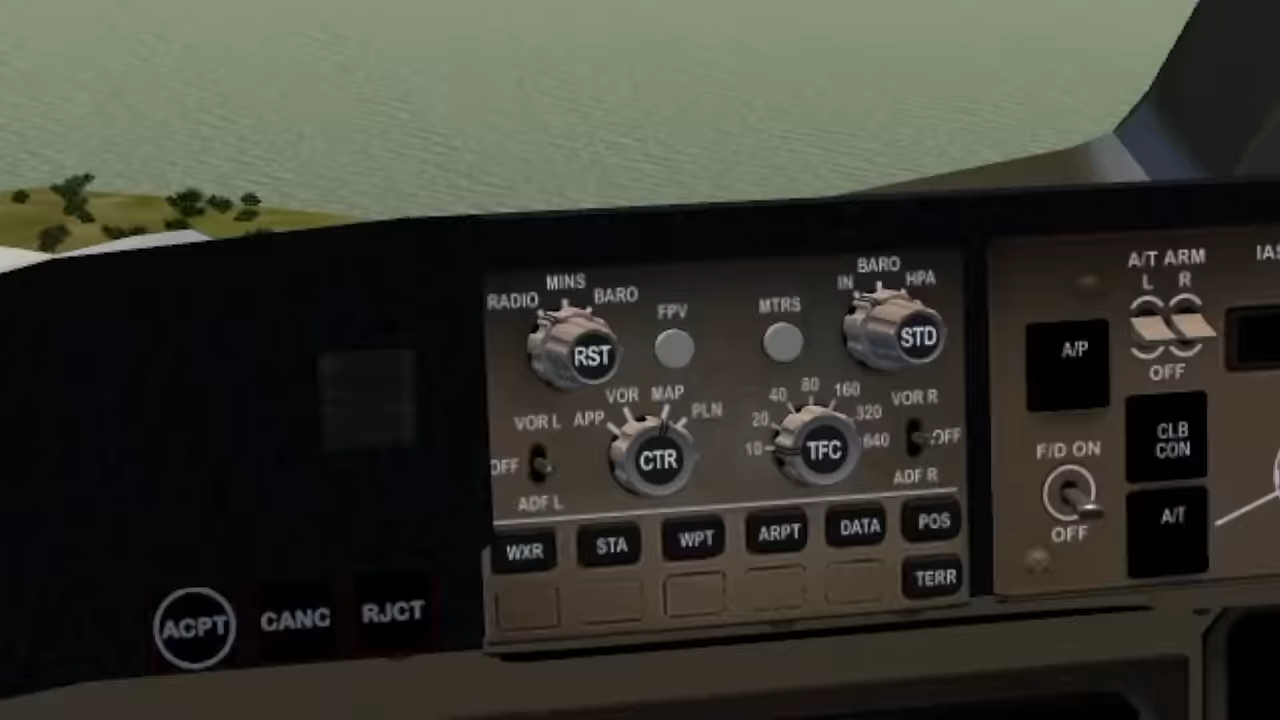 RADIO MINS BARO
RST
FPV
MTRS
IN BARO HPA
STD
VOR L
OFF
ADF L
APP VOR MAP PLN
CTR
10 20 40 80 160 320 640
TFC
VOR R
OFF
ADF R
WXR STA WPT ARPT DATA POS
TERR
ACPT CANC RJCT
A/T ARM
L R
OFF
IAS
A/P
F/D ON
OFF
CLB
CON
A/T